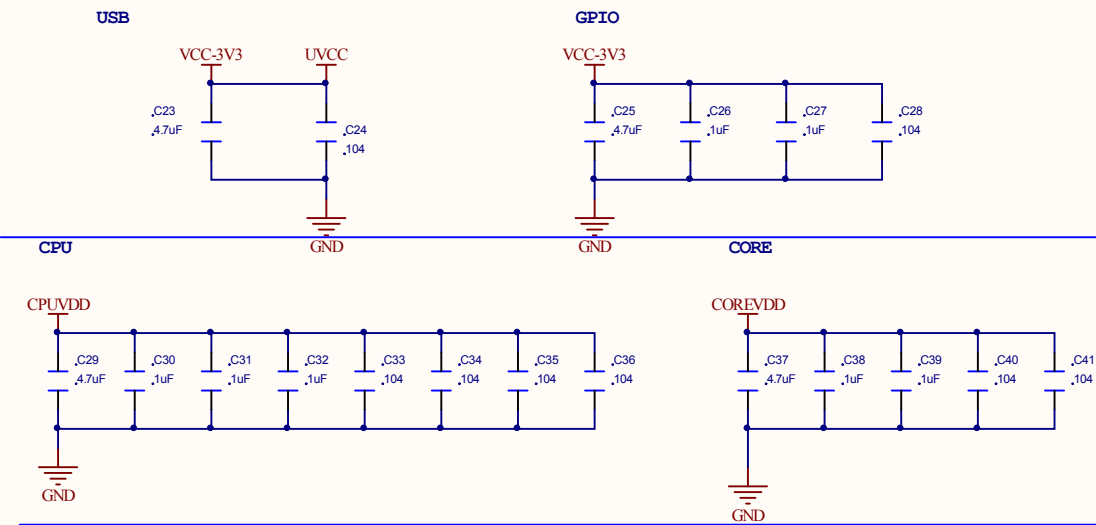 USB
GPIO
VCC-3V3
UVCC
VCC-3V3
C23
4.7uF
C24
.104
C25
4.7uF
C26
.1uF
C27
.1uF
C28
.104
GND
GND
CPU
CORE
CPUVDD
COREVDD
C29
4.7uF
C30
.1uF
C31
.1uF
C32
.1uF
C33
.104
C34
.104
C35
.104
C36
.104
C37
4.7uF
C38
.1uF
C39
.1uF
C40
.104
C41
.104
GND
GND